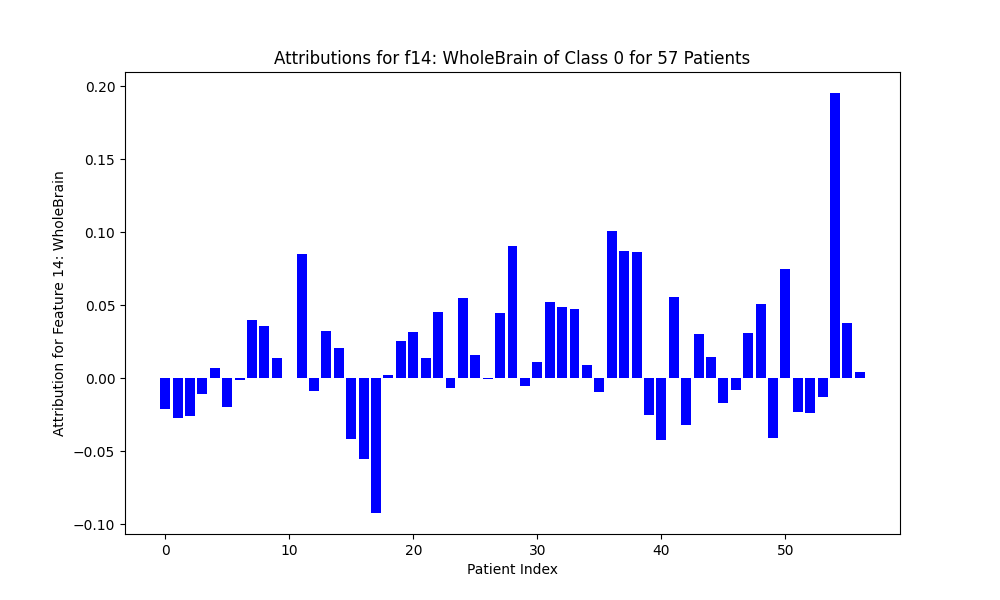 Attributions for f14: WholeBrain of Class 0 for 57 Patients
Attribution for Feature 14: WholeBrain
0.20
0.15
0.10
0.05
0.00
−0.05
−0.10
0 10 20 30 40 50
Patient Index